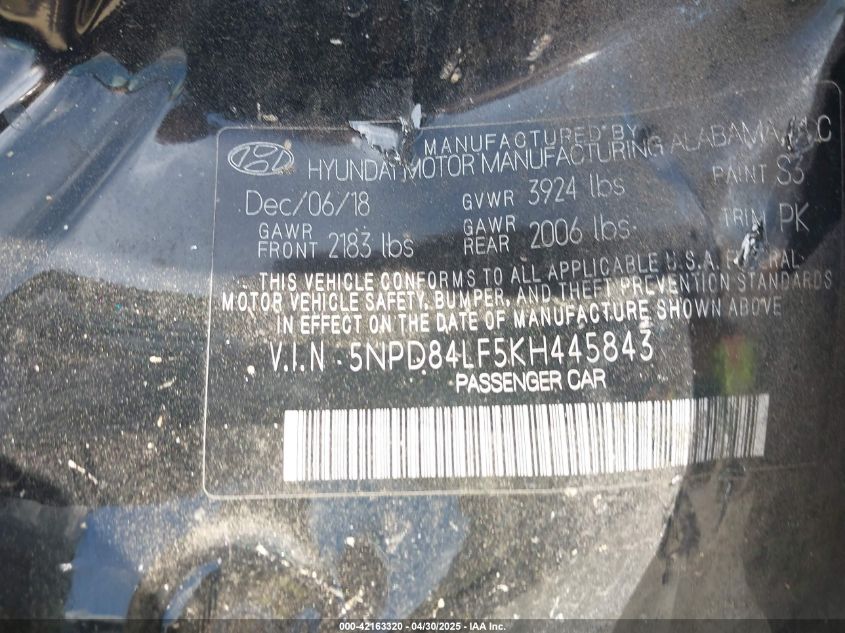 MANUFACTURED BY
HYUNDAI MOTOR MANUFACTURING ALABAMA, LLC
Dec/06/18 GVWR 3924 lbs PAINT S3
GAWR FRONT 2183 lbs GAWR REAR 2006 lbs TRIM PK
THIS VEHICLE CONFORMS TO ALL APPLICABLE U.S.A. FEDERAL
MOTOR VEHICLE SAFETY, BUMPER, AND THEFT PREVENTION STANDARDS
IN EFFECT ON THE DATE OF MANUFACTURE SHOWN ABOVE
V.I.N - 5NPD84LF5KH445843
PASSENGER CAR
000-42163320 - 04/30/2025 - IAA Inc.